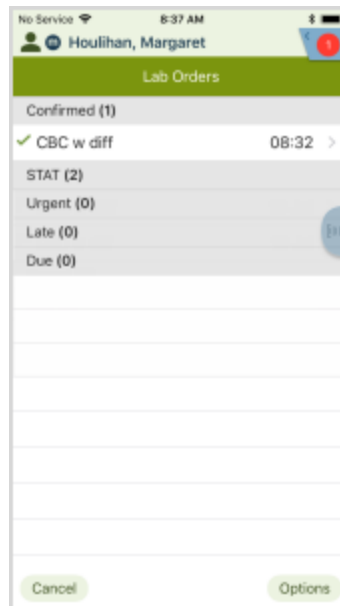 No Service 8:37 AM
Houlihan, Margaret
1
Lab Orders
Confirmed (1)
CBC w diff 08:32
STAT (2)
Urgent (0)
Late (0)
Due (0)
Cancel Options